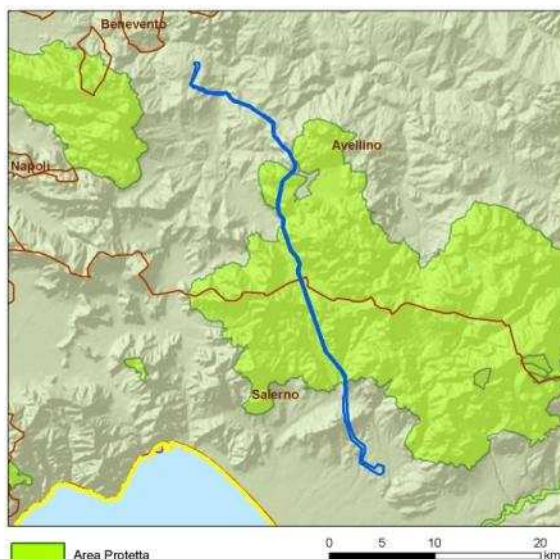 Benevento
Avellino
Napoli
Salerno
Area Protetta
0 5 10 20
km